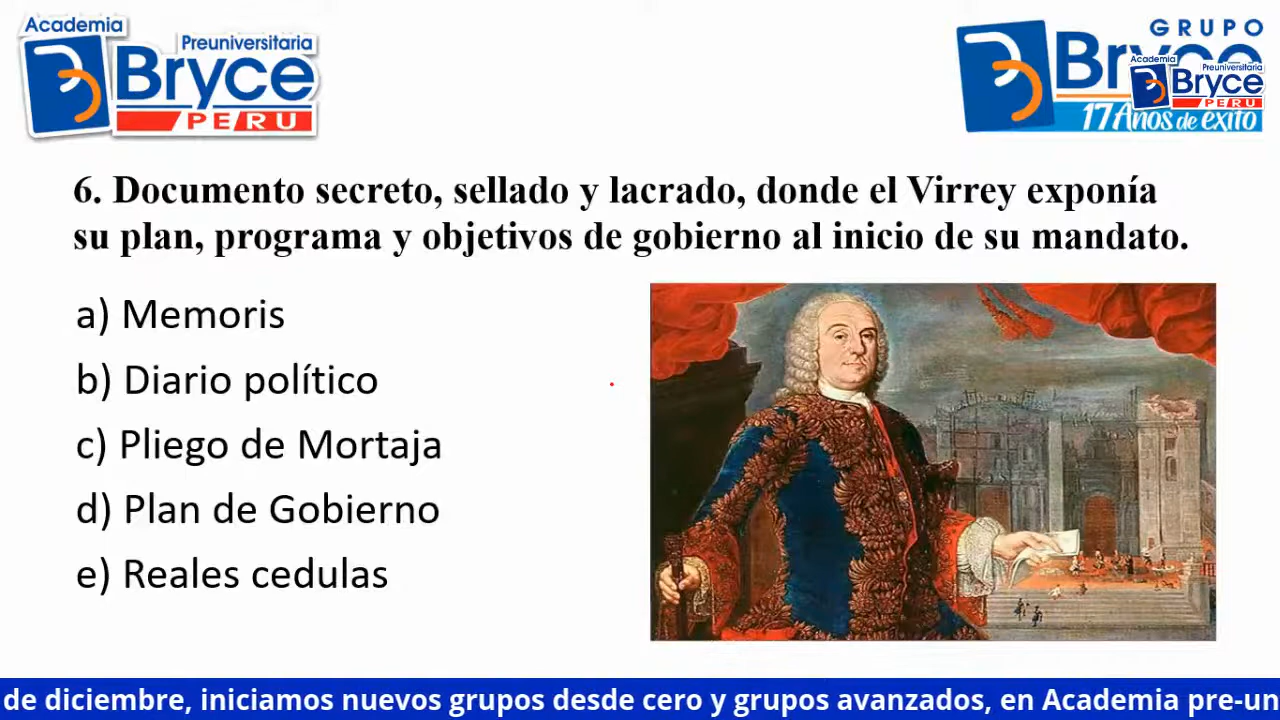 Academia
Preuniversitaria
Bryce
PERU
GRUPO
Bryce
17 Años de éxito
Academia
Preuniversitaria
Bryce
PERU
6. Documento secreto, sellado y lacrado, donde el Virrey exponía
su plan, programa y objetivos de gobierno al inicio de su mandato.
a) Memoris
b) Diario político
c) Pliego de Mortaja
d) Plan de Gobierno
e) Reales cedulas
de diciembre, iniciamos nuevos grupos desde cero y grupos avanzados, en Academia pre-un